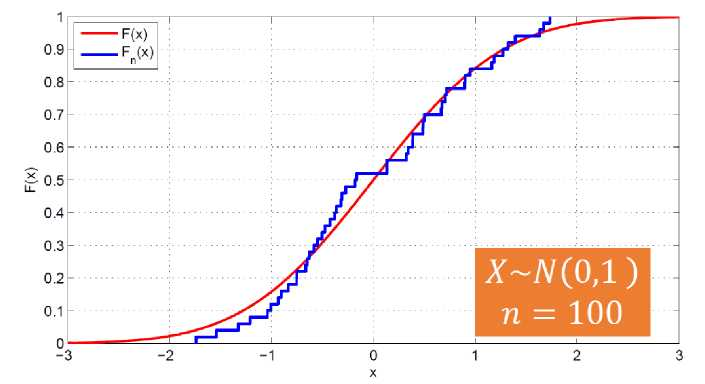 1
0.9
0.8
0.7
0.6
0.5
0.4
0.3
0.2
0.1
0
F(x)
F(x)
Fn(x)
X~N(0,1 )
n = 100
−3 −2 −1 0 1 2 3
x